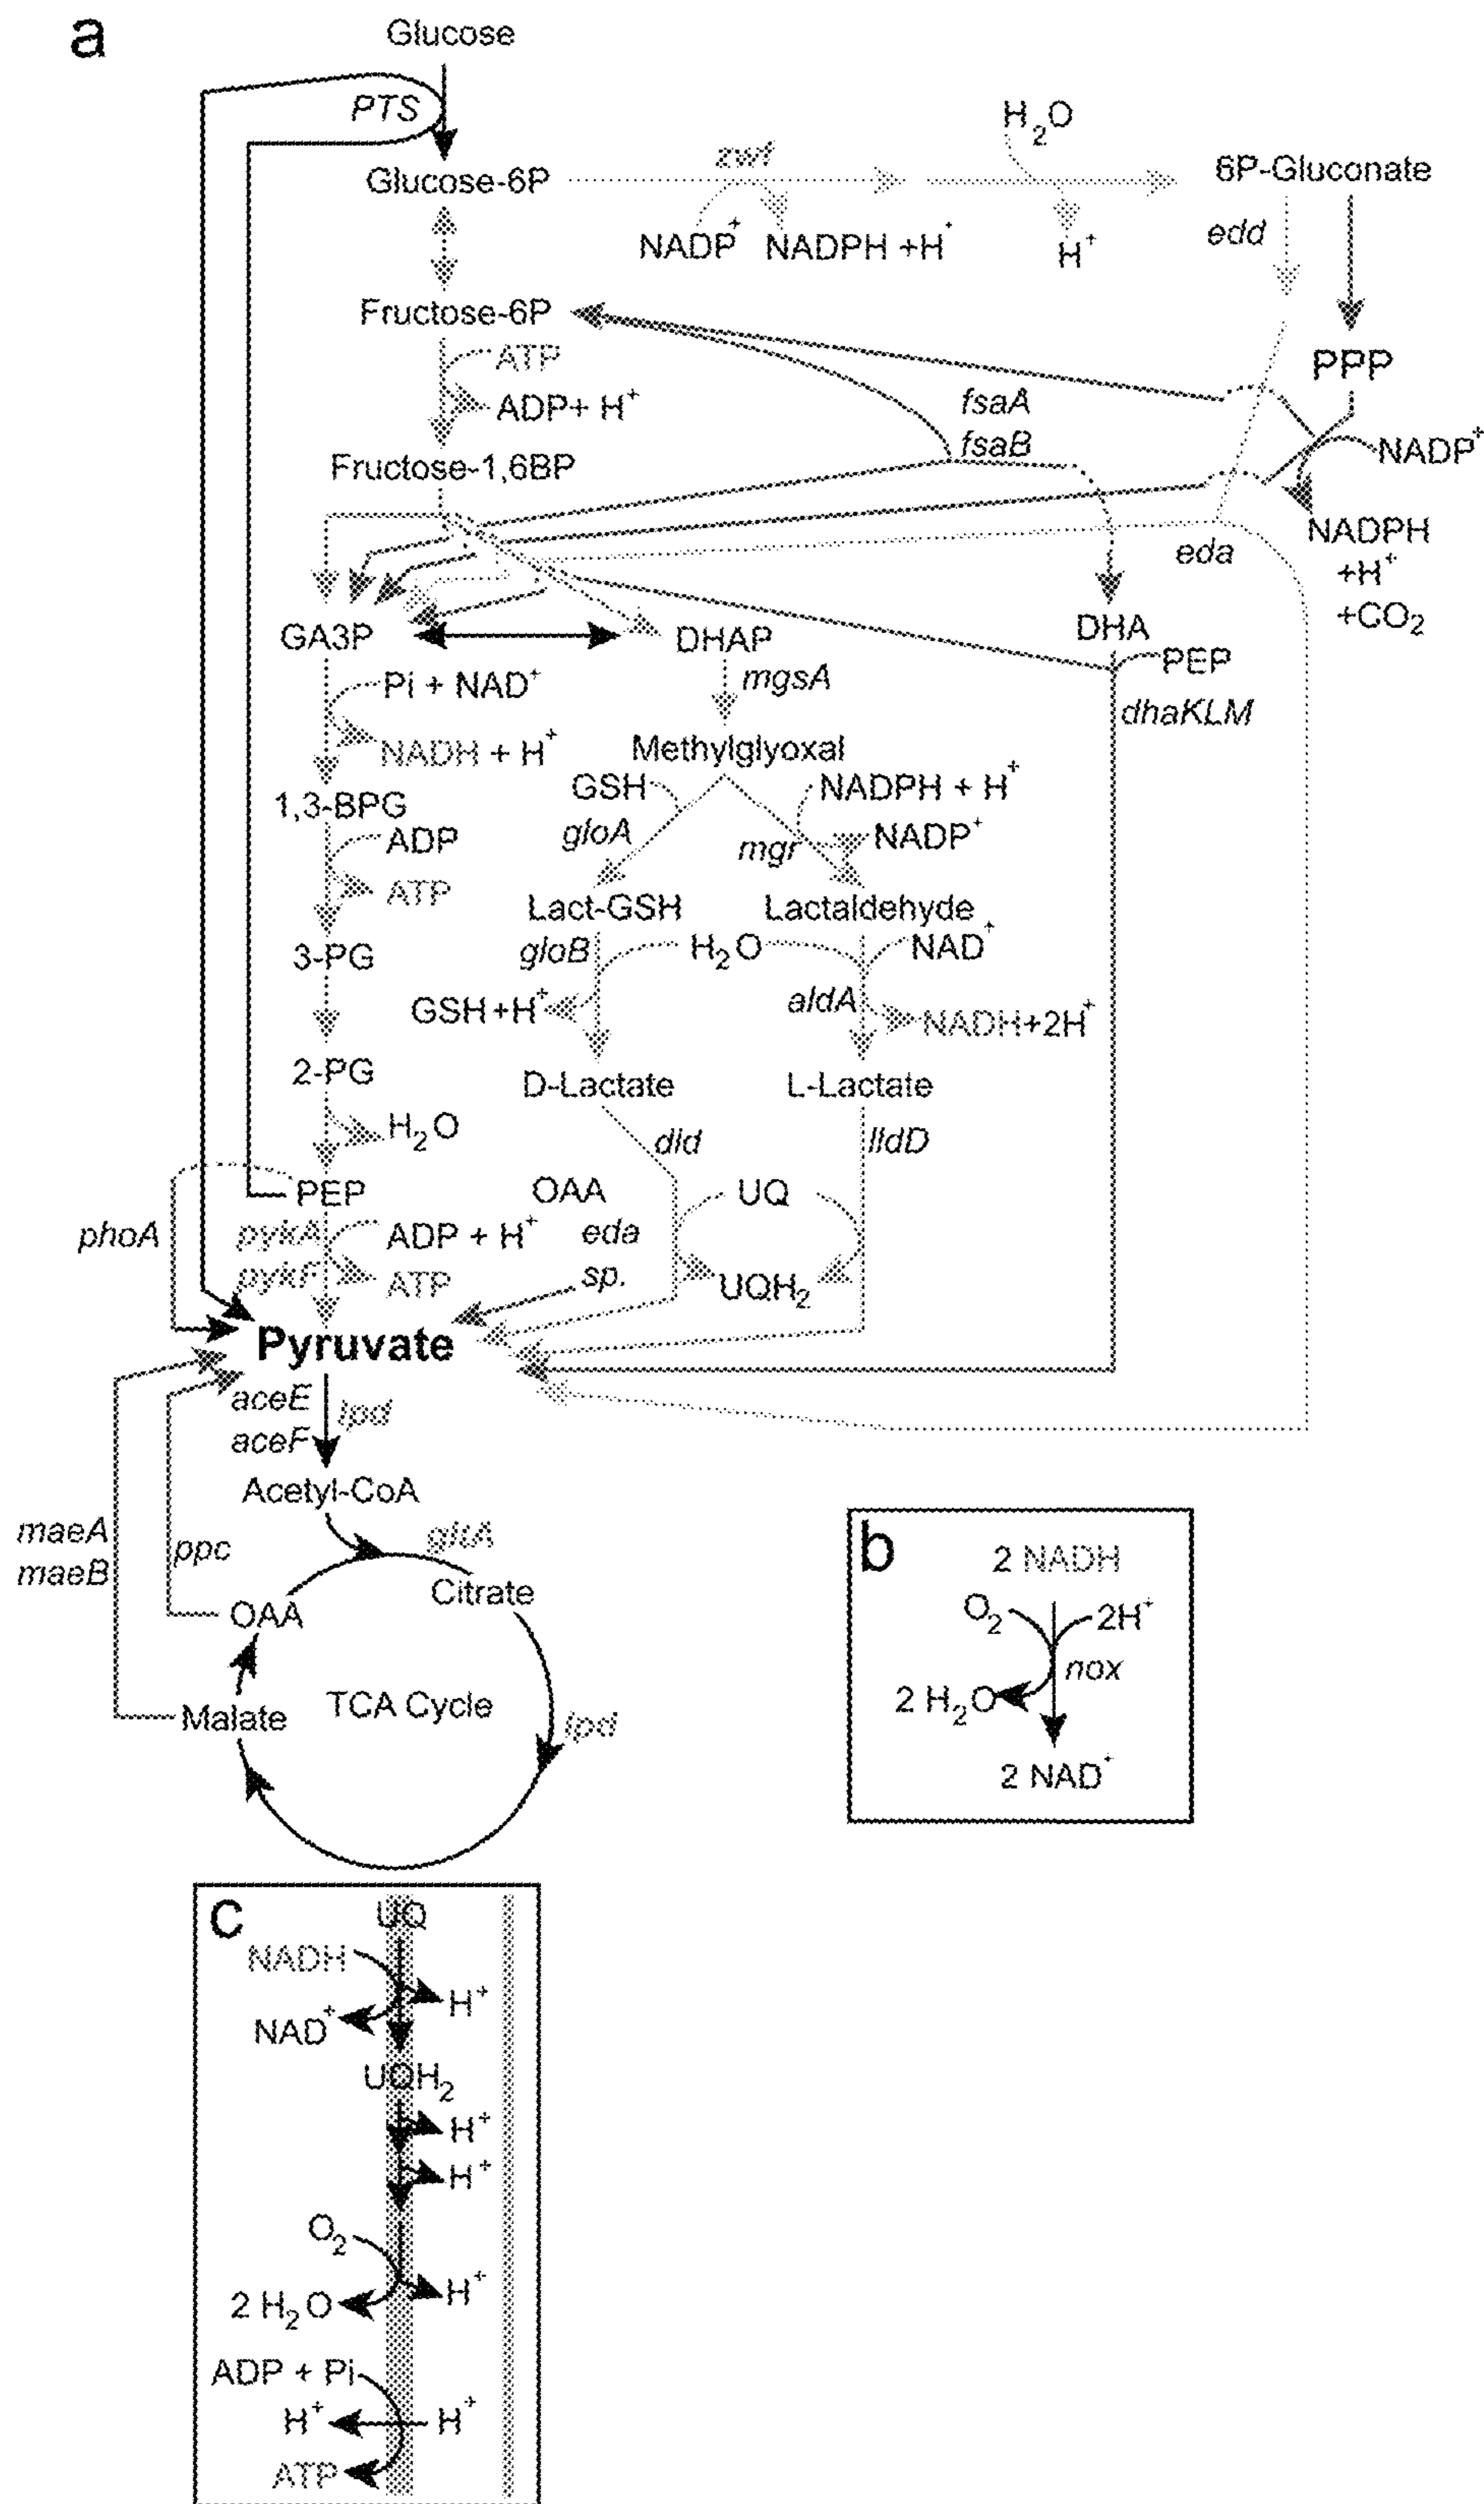 a
Glucose
PTS
H2O
zwf
Glucose-6P
6P-Gluconate
NADP+ NADPH +H+
H+
edd
Fructose-6P
ATP
PPP
ADP+ H+
fsaA
fsaB
NADP+
Fructose-1,6BP
NADPH
+H+
+CO2
eda
GA3P
DHAP
DHA
PEP
mgsA
Pi + NAD+
dhaKLM
NADH + H+
Methylglyoxal
GSH
NADPH + H+
1,3-BPG
ADP
gloA
mgr
NADP+
ATP
Lact-GSH
Lactaldehyde
3-PG
gloB
H2O
NAD+
GSH+H+
aldA
NADH+2H+
2-PG
D-Lactate
L-Lactate
H2O
dld
lldD
PEP
OAA
UQ
phoA
pykA
ADP + H+
eda
pykF
ATP
sp.
UQH2
Pyruvate
aceE
lpd
aceF
Acetyl-CoA
maeA
maeB
ppc
gltA
Citrate
OAA
TCA Cycle
Malate
lpd
b
2 NADH
O2
2H+
nox
2 H2O
2 NAD+
c
UQ
NADH
H+
NAD+
UQH2
H+
H+
O2
2 H2O
H+
ADP + Pi
H+
H+
ATP